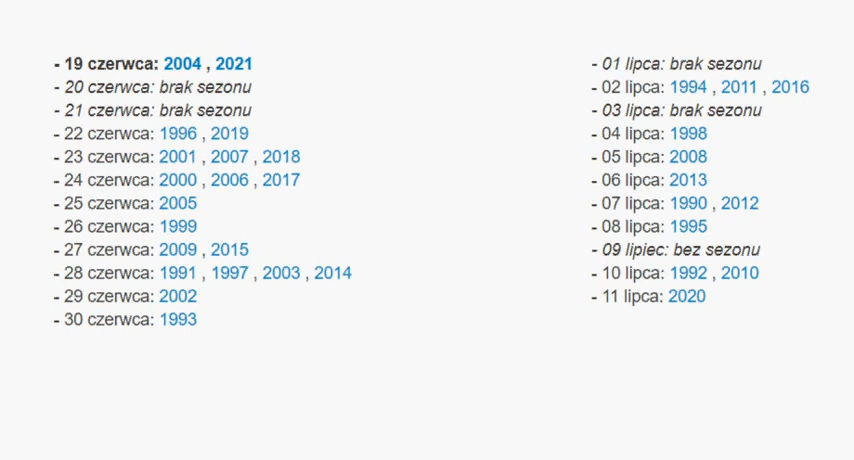 - 19 czerwca: 2004 , 2021
- 20 czerwca: brak sezonu
- 21 czerwca: brak sezonu
- 22 czerwca: 1996 , 2019
- 23 czerwca: 2001 , 2007 , 2018
- 24 czerwca: 2000 , 2006 , 2017
- 25 czerwca: 2005
- 26 czerwca: 1999
- 27 czerwca: 2009 , 2015
- 28 czerwca: 1991 , 1997 , 2003 , 2014
- 29 czerwca: 2002
- 30 czerwca: 1993
- 01 lipca: brak sezonu
- 02 lipca: 1994 , 2011 , 2016
- 03 lipca: brak sezonu
- 04 lipca: 1998
- 05 lipca: 2008
- 06 lipca: 2013
- 07 lipca: 1990 , 2012
- 08 lipca: 1995
- 09 lipiec: bez sezonu
- 10 lipca: 1992 , 2010
- 11 lipca: 2020